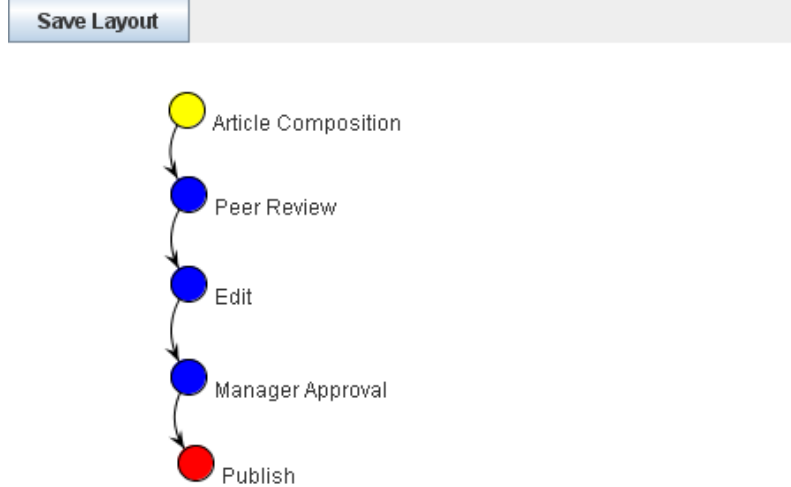 Save Layout
Article Composition
Peer Review
Edit
Manager Approval
Publish